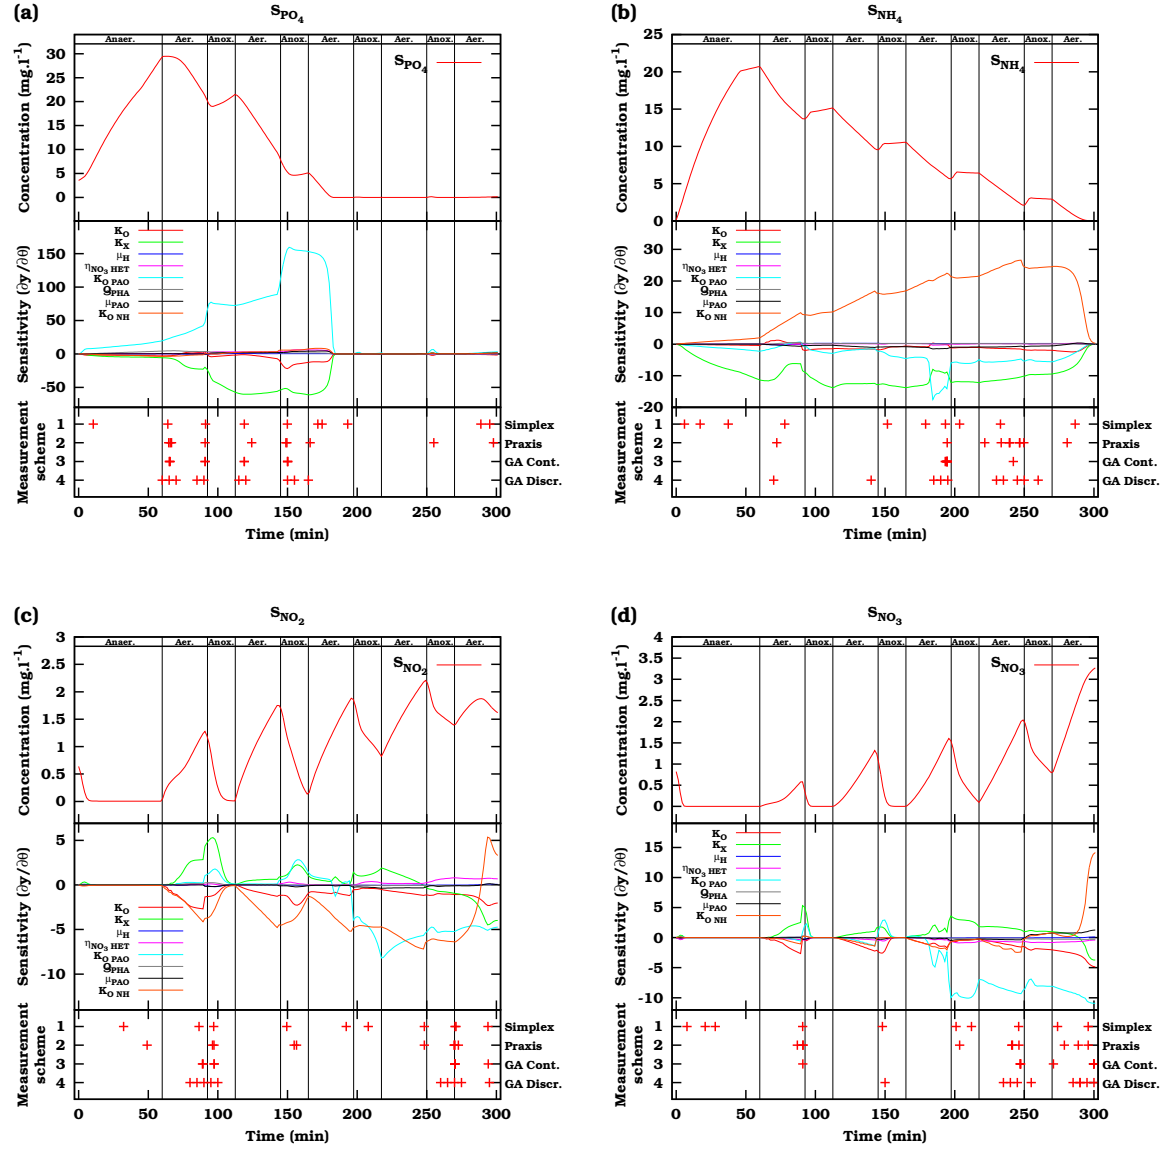 (a)
S_PO4
Anaer. Aer. Anox. Aer. Anox. Aer. Anox. Aer. Anox. Aer.
Concentration (mg.l⁻¹)
30
25
20
15
10
5
0
S_PO4
Sensitivity (∂y/∂θ)
150
100
50
0
-50
K_O
K_X
μ_H
η_NO3 HET
K_O PAO
Q_PHA
μ_PAO
K_O NH
Measurement scheme
1 Simplex
2 Praxis
3 GA Cont.
4 GA Discr.
0 50 100 150 200 250 300
Time (min)
(b)
S_NH4
Anaer. Aer. Anox. Aer. Anox. Aer. Anox. Aer. Anox. Aer.
Concentration (mg.l⁻¹)
25
20
15
10
5
0
S_NH4
Sensitivity (∂y/∂θ)
30
20
10
0
-10
-20
K_O
K_X
μ_H
η_NO3 HET
K_O PAO
Q_PHA
μ_PAO
K_O NH
Measurement scheme
1 Simplex
2 Praxis
3 GA Cont.
4 GA Discr.
0 50 100 150 200 250 300
Time (min)
(c)
S_NO2
Anaer. Aer. Anox. Aer. Anox. Aer. Anox. Aer. Anox. Aer.
Concentration (mg.l⁻¹)
3
2.5
2
1.5
1
0.5
0
S_NO2
Sensitivity (∂y/∂θ)
5
0
-5
-10
K_O
K_X
μ_H
η_NO3 HET
K_O PAO
Q_PHA
μ_PAO
K_O NH
Measurement scheme
1 Simplex
2 Praxis
3 GA Cont.
4 GA Discr.
0 50 100 150 200 250 300
Time (min)
(d)
S_NO3
Anaer. Aer. Anox. Aer. Anox. Aer. Anox. Aer. Anox. Aer.
Concentration (mg.l⁻¹)
4
3.5
3
2.5
2
1.5
1
0.5
0
S_NO3
Sensitivity (∂y/∂θ)
15
10
5
0
-5
-10
K_O
K_X
μ_H
η_NO3 HET
K_O PAO
Q_PHA
μ_PAO
K_O NH
Measurement scheme
1 Simplex
2 Praxis
3 GA Cont.
4 GA Discr.
0 50 100 150 200 250 300
Time (min)